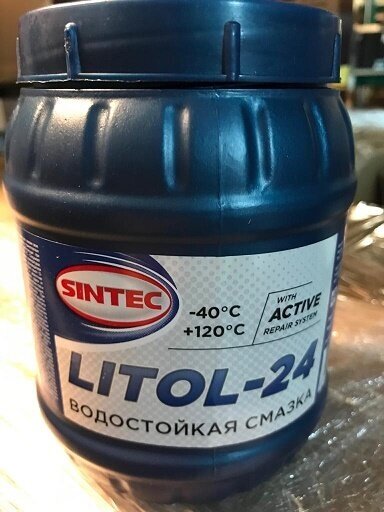 SINTEC
-40°C
+120°C
WITH
ACTIVE
REPAIR SYSTEM
LITOL-24
ВОДОСТОЙКАЯ СМАЗКА